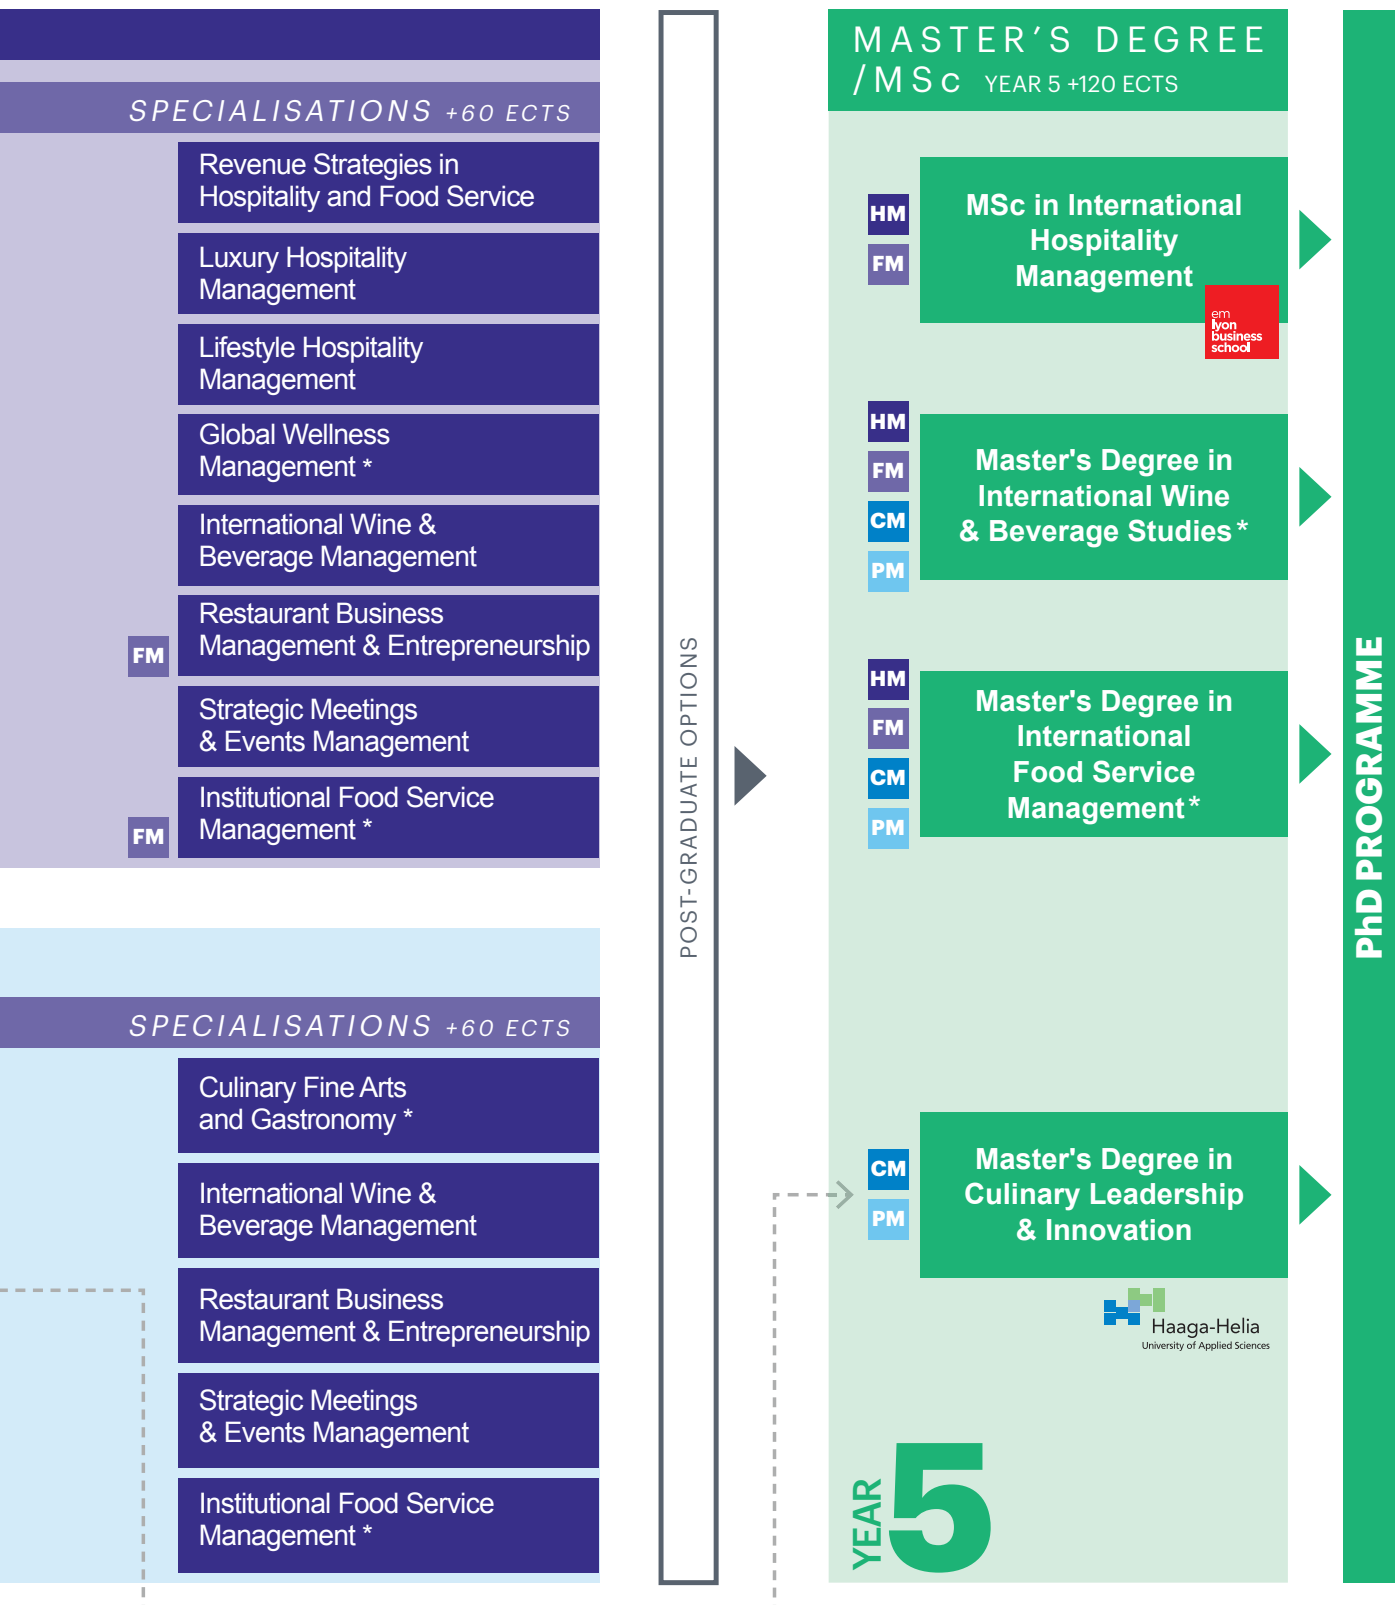 SPECIALISATIONS +60 ECTS
Revenue Strategies in
Hospitality and Food Service
Luxury Hospitality
Management
Lifestyle Hospitality
Management
Global Wellness
Management *
International Wine &
Beverage Management
FM
Restaurant Business
Management & Entrepreneurship
Strategic Meetings
& Events Management
FM
Institutional Food Service
Management *
SPECIALISATIONS +60 ECTS
Culinary Fine Arts
and Gastronomy *
International Wine &
Beverage Management
Restaurant Business
Management & Entrepreneurship
Strategic Meetings
& Events Management
Institutional Food Service
Management *
POST-GRADUATE OPTIONS
MASTER'S DEGREE
/MSc YEAR 5 +120 ECTS
HM
FM
MSc in International
Hospitality
Management
em
lyon
business
school
HM
FM
CM
PM
Master's Degree in
International Wine
& Beverage Studies *
HM
FM
CM
PM
Master's Degree in
International
Food Service
Management *
CM
PM
Master's Degree in
Culinary Leadership
& Innovation
Haaga-Helia
University of Applied Sciences
YEAR 5
PhD PROGRAMME